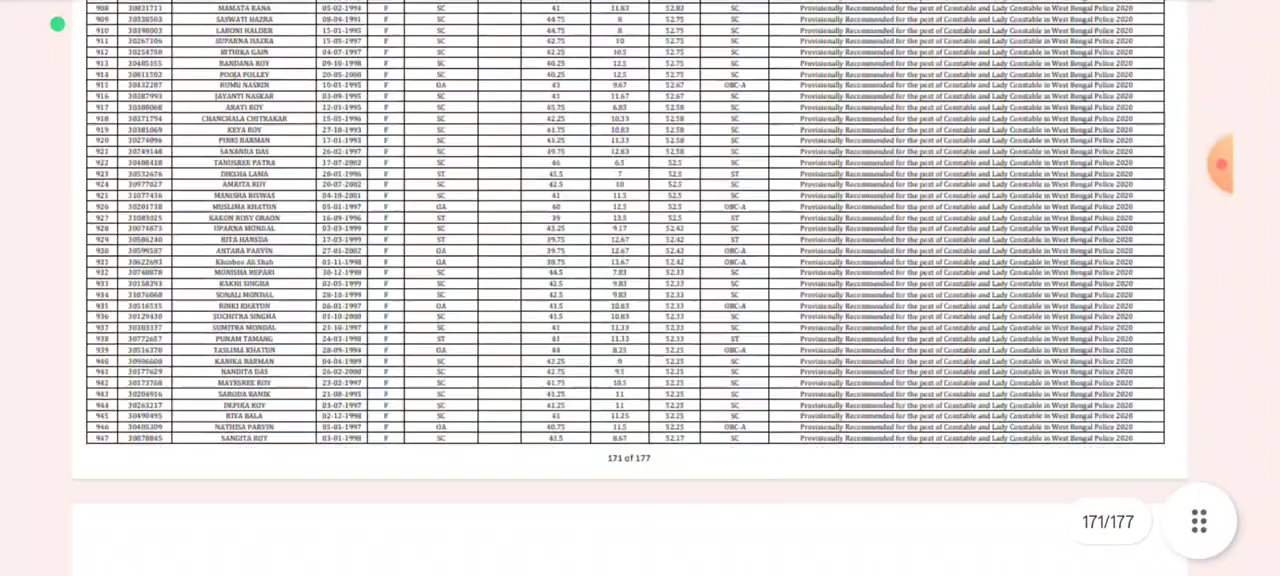 908 30831711 MAMATA RANA 05-02-1994 F SC 41 11.83 52.83 SC Provisionally Recommended for the post of Constable and Lady Constable in West Bengal Police 2020
909 SASWATI HAZRA 08-04-1991 F SC 44.75 8 52.75 SC Provisionally Recommended for the post of Constable and Lady Constable in West Bengal Police 2020
910 30398003 LABONI HALDER 15-01-1995 F SC 44.75 8 52.75 SC Provisionally Recommended for the post of Constable and Lady Constable in West Bengal Police 2020
911 30267106 SUPARNA HAZRA 15-05-1997 F SC 42.75 10 52.75 SC Provisionally Recommended for the post of Constable and Lady Constable in West Bengal Police 2020
912 30254750 RITHIKA GAIN 04-07-1997 F SC 42.25 10.5 52.75 SC Provisionally Recommended for the post of Constable and Lady Constable in West Bengal Police 2020
913 30485155 BANDANA ROY 09-10-1998 F SC 40.25 12.5 52.75 SC Provisionally Recommended for the post of Constable and Lady Constable in West Bengal Police 2020
914 POOJA POLLEY F SC 40.25 12.5 52.75 SC Provisionally Recommended for the post of Constable and Lady Constable in West Bengal Police 2020
915 30432287 RUMU NASRIN 10-01-1995 F OA 43 9.67 52.67 OBC-A Provisionally Recommended for the post of Constable and Lady Constable in West Bengal Police 2020
916 30387993 JAYANTI NASKAR 03-09-1995 F SC 41 11.67 52.67 SC Provisionally Recommended for the post of Constable and Lady Constable in West Bengal Police 2020
917 ARATI ROY 12-01-1995 F SC 45.75 6.83 52.58 SC Provisionally Recommended for the post of Constable and Lady Constable in West Bengal Police 2020
918 30271794 CHANCHALA CHITRAKAR 15-05-1996 F SC 42.25 10.33 52.58 SC Provisionally Recommended for the post of Constable and Lady Constable in West Bengal Police 2020
919 30381069 KEYA ROY 27-10-1993 F SC 41.75 10.83 52.58 SC Provisionally Recommended for the post of Constable and Lady Constable in West Bengal Police 2020
920 30274096 PINKI BARMAN 17-01-1993 F SC 41.25 11.33 52.58 SC Provisionally Recommended for the post of Constable and Lady Constable in West Bengal Police 2020
921 30249148 SANANDA DAS 26-02-1997 F SC 39.75 12.83 52.58 SC Provisionally Recommended for the post of Constable and Lady Constable in West Bengal Police 2020
922 30480418 TANUSREE PATRA 17-07-2002 F SC 46 6.5 52.5 SC Provisionally Recommended for the post of Constable and Lady Constable in West Bengal Police 2020
923 30532676 DIKSHA LAMA 20-01-1996 F ST 45.5 7 52.5 ST Provisionally Recommended for the post of Constable and Lady Constable in West Bengal Police 2020
924 30977027 AMRITA ROY 20-07-2002 F SC 42.5 10 52.5 SC Provisionally Recommended for the post of Constable and Lady Constable in West Bengal Police 2020
925 31077436 MANISHA BISWAS 04-10-2001 F SC 41 11.5 52.5 SC Provisionally Recommended for the post of Constable and Lady Constable in West Bengal Police 2020
926 30201738 MUSLIMA KHATUN 05-01-1997 F OA 40 12.5 52.5 OBC-A Provisionally Recommended for the post of Constable and Lady Constable in West Bengal Police 2020
927 31083025 KAKON ROSY ORAON 16-09-1996 F ST 39 13.5 52.5 ST Provisionally Recommended for the post of Constable and Lady Constable in West Bengal Police 2020
928 30074873 UPARNA MONDAL 03-03-1999 F SC 43.25 9.17 52.42 SC Provisionally Recommended for the post of Constable and Lady Constable in West Bengal Police 2020
929 30586240 RITA HANSDA 17-03-1999 F ST 39.75 12.67 52.42 ST Provisionally Recommended for the post of Constable and Lady Constable in West Bengal Police 2020
930 30599587 ANTARA PARVIN 27-01-2002 F OA 39.75 12.67 52.42 OBC-A Provisionally Recommended for the post of Constable and Lady Constable in West Bengal Police 2020
931 30622693 Khusboo Ali Shah 03-11-1998 F OA 38.75 13.67 52.42 OBC-A Provisionally Recommended for the post of Constable and Lady Constable in West Bengal Police 2020
932 30748878 MONISHA BEPARI 30-12-1999 F SC 44.5 7.83 52.33 SC Provisionally Recommended for the post of Constable and Lady Constable in West Bengal Police 2020
933 30158293 RAKHI SINGHA 02-05-1999 F SC 42.5 9.83 52.33 SC Provisionally Recommended for the post of Constable and Lady Constable in West Bengal Police 2020
934 31076068 SONALI MONDAL 28-10-1999 F SC 42.5 9.83 52.33 SC Provisionally Recommended for the post of Constable and Lady Constable in West Bengal Police 2020
935 30516535 RINKI KHATUN 06-01-1997 F OA 41.5 10.83 52.33 OBC-A Provisionally Recommended for the post of Constable and Lady Constable in West Bengal Police 2020
936 30129430 SUCHITRA SINGHA 01-10-2000 F SC 41.5 10.83 52.33 SC Provisionally Recommended for the post of Constable and Lady Constable in West Bengal Police 2020
937 30383337 SUMITRA MONDAL 23-10-1997 F SC 41 11.33 52.33 SC Provisionally Recommended for the post of Constable and Lady Constable in West Bengal Police 2020
938 30772687 PUNAM TAMANG 24-03-1998 F ST 41 11.33 52.33 ST Provisionally Recommended for the post of Constable and Lady Constable in West Bengal Police 2020
939 30516370 TASLIMA KHATUN 28-09-1994 F OA 44 8.25 52.25 OBC-A Provisionally Recommended for the post of Constable and Lady Constable in West Bengal Police 2020
940 KANIKA BARMAN 04-04-1989 F SC 43.25 9 52.25 SC Provisionally Recommended for the post of Constable and Lady Constable in West Bengal Police 2020
941 30177629 NANDITA DAS 26-02-2000 F SC 42.75 9.5 52.25 SC Provisionally Recommended for the post of Constable and Lady Constable in West Bengal Police 2020
942 30173760 MAYESREE ROY 23-02-1997 F SC 41.75 10.5 52.25 SC Provisionally Recommended for the post of Constable and Lady Constable in West Bengal Police 2020
943 30204916 SARODA BANIK 21-08-1995 F SC 41.25 11 52.25 SC Provisionally Recommended for the post of Constable and Lady Constable in West Bengal Police 2020
944 30263217 DEPIKA ROY 03-07-1997 F SC 41.25 11 52.25 SC Provisionally Recommended for the post of Constable and Lady Constable in West Bengal Police 2020
945 30490495 RIYA BALA 02-12-1998 F SC 41 11.25 52.25 SC Provisionally Recommended for the post of Constable and Lady Constable in West Bengal Police 2020
946 30485309 NATHISA PARVIN 05-01-1997 F OA 40.75 11.5 52.25 OBC-A Provisionally Recommended for the post of Constable and Lady Constable in West Bengal Police 2020
947 30878845 SANGITA ROY 03-01-1998 F SC 43.5 8.67 52.17 SC Provisionally Recommended for the post of Constable and Lady Constable in West Bengal Police 2020
171 of 177
171/177